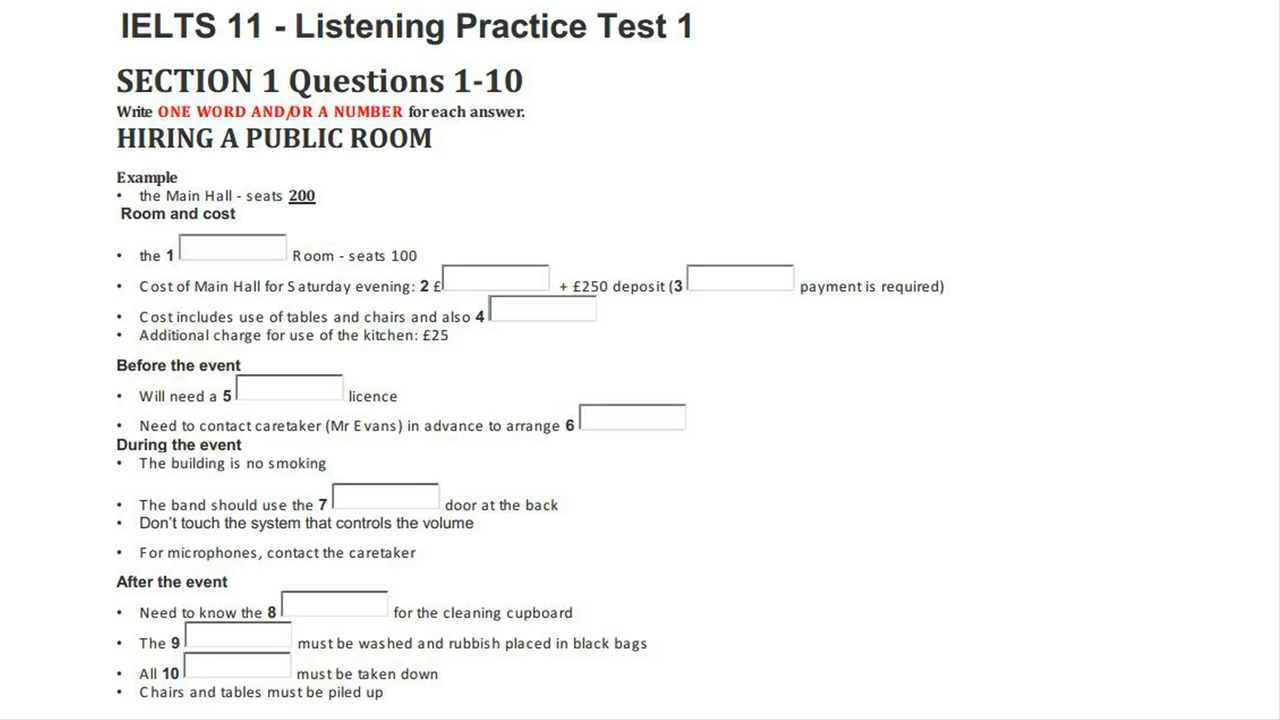 IELTS 11 - Listening Practice Test 1
SECTION 1 Questions 1-10
Write ONE WORD AND/OR A NUMBER for each answer.
HIRING A PUBLIC ROOM
Example
• the Main Hall - seats 200
Room and cost
• the 1 Room - seats 100
• Cost of Main Hall for Saturday evening: 2 £ + £250 deposit (3 payment is required)
• Cost includes use of tables and chairs and also 4
• Additional charge for use of the kitchen: £25
Before the event
• Will need a 5 licence
• Need to contact caretaker (Mr Evans) in advance to arrange 6
During the event
• The building is no smoking
• The band should use the 7 door at the back
• Don't touch the system that controls the volume
• For microphones, contact the caretaker
After the event
• Need to know the 8 for the cleaning cupboard
• The 9 must be washed and rubbish placed in black bags
• All 10 must be taken down
• Chairs and tables must be piled up